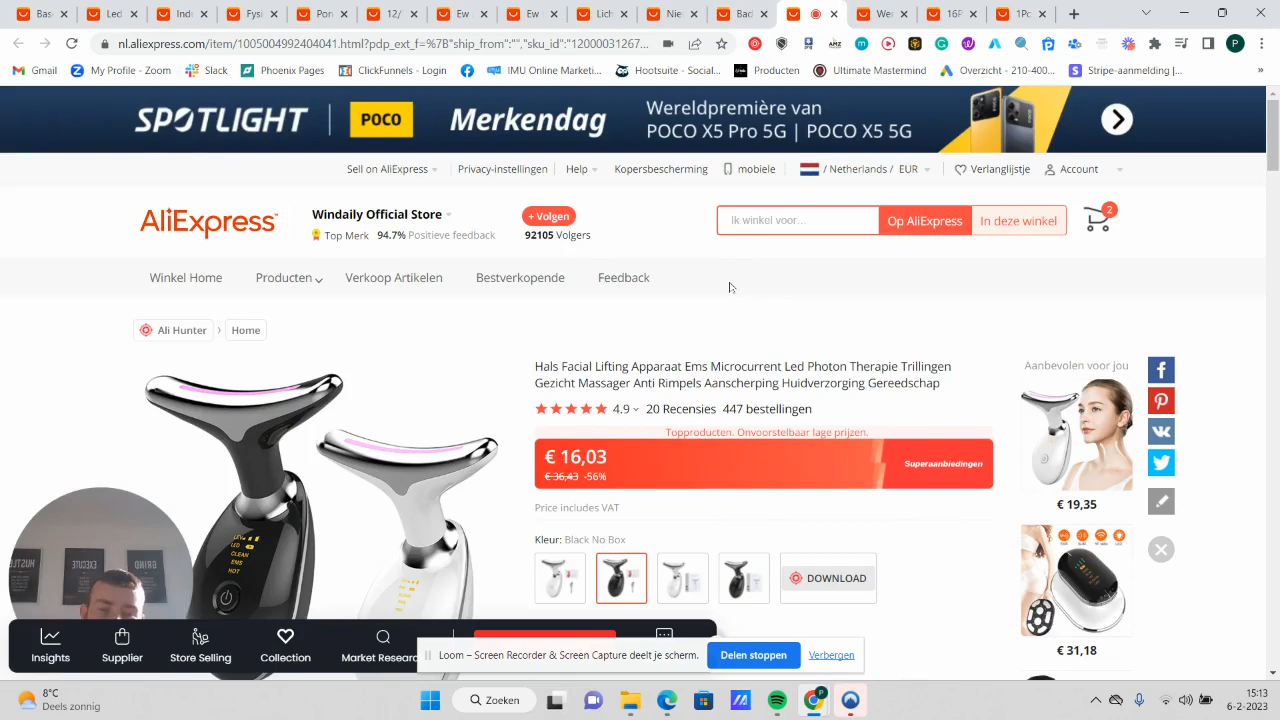 Bas
Led
Ind
Fys
Por
12/
Ew
Lich
Nie
Bad
Wer
16P
1Pc
nl.aliexpress.com/item/1005004992004041.html?pdp_ext_f=%7B"ship_from":"","sku_id":"12000031267...
Gmail
My Profile - Zoom
Slack
Phoenix Pages
ClickFunnels - Login
IMU Online Marketi...
Hootsuite - Social...
Producten
Ultimate Mastermind
Overzicht - 210-400...
Stripe-aanmelding |...
»
SPOTLIGHT | POCO Merkendag
Wereldpremière van
POCO X5 Pro 5G | POCO X5 5G
Sell on AliExpress Privacy-instellingen Help Kopersbescherming mobiele / Netherlands / EUR Verlanglijstje Account
AliExpress
Windaily Official Store
Top Merk 94.7% Positieve feedback
+ Volgen
92105 Volgers
Ik winkel voor...
Op AliExpress
In deze winkel
2
Winkel Home Producten Verkoop Artikelen Bestverkopende Feedback
Ali Hunter › Home
Hals Facial Lifting Apparaat Ems Microcurrent Led Photon Therapie Trillingen
Gezicht Massager Anti Rimpels Aanscherping Huidverzorging Gereedschap
4.9 20 Recensies 447 bestellingen
Topproducten. Onvoorstelbaar lage prijzen.
€ 16,03
€ 36,43 -56%
Superaanbiedingen
Price includes VAT
Kleur: Black No Box
DOWNLOAD
Aanbevolen voor jou
€ 19,35
€ 31,18
LED
CLEAN
EMS
HOT
HUSTLE
EXECUTE
GRIND
Insights
Supplier
Store Selling
Collection
Market Researc
Loom – Screen Recorder & Screen Capture deelt je scherm.
Delen stoppen
Verbergen
8°C
Deels zonnig
Zoeken
15:13
6-2-2023